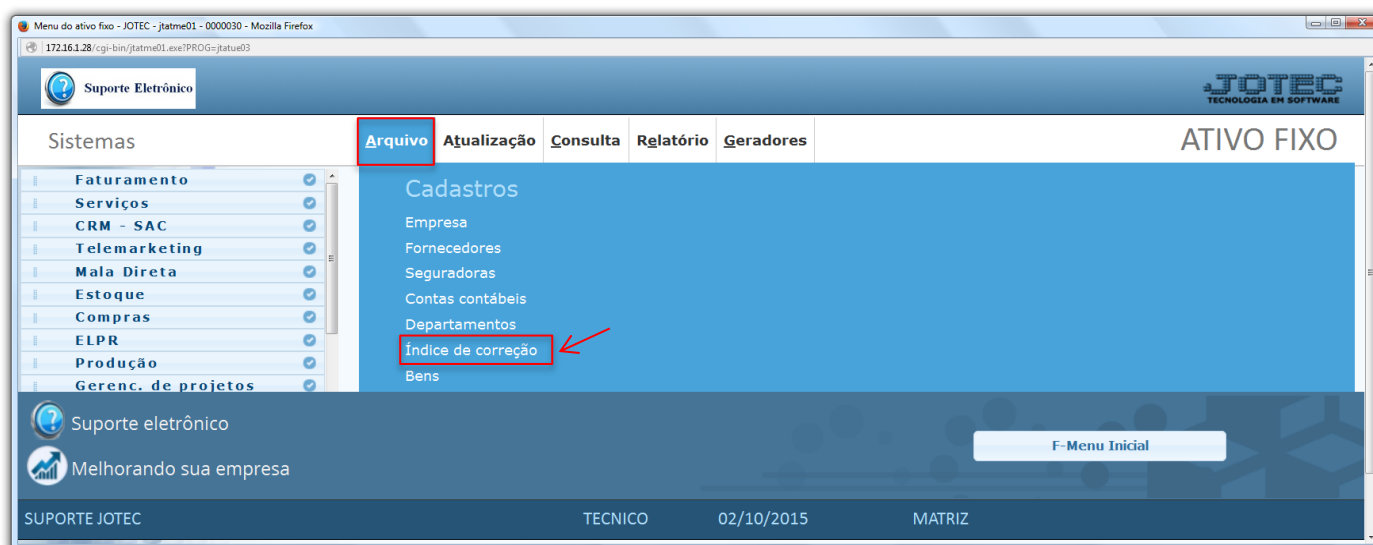 Menu do ativo fixo - JOTEC - jtatme01 - 0000030 - Mozilla Firefox
172.16.1.28/cgi-bin/jtatme01.exe?PROG=jtatue03
Suporte Eletrônico
JOTEC
TECNOLOGIA EM SOFTWARE
Sistemas
Arquivo Atualização Consulta Relatório Geradores
ATIVO FIXO
Faturamento
Serviços
CRM - SAC
Telemarketing
Mala Direta
Estoque
Compras
ELPR
Produção
Gerenc. de projetos
Cadastros
Empresa
Fornecedores
Seguradoras
Contas contábeis
Departamentos
Índice de correção
Bens
Suporte eletrônico
Melhorando sua empresa
F-Menu Inicial
SUPORTE JOTEC TECNICO 02/10/2015 MATRIZ